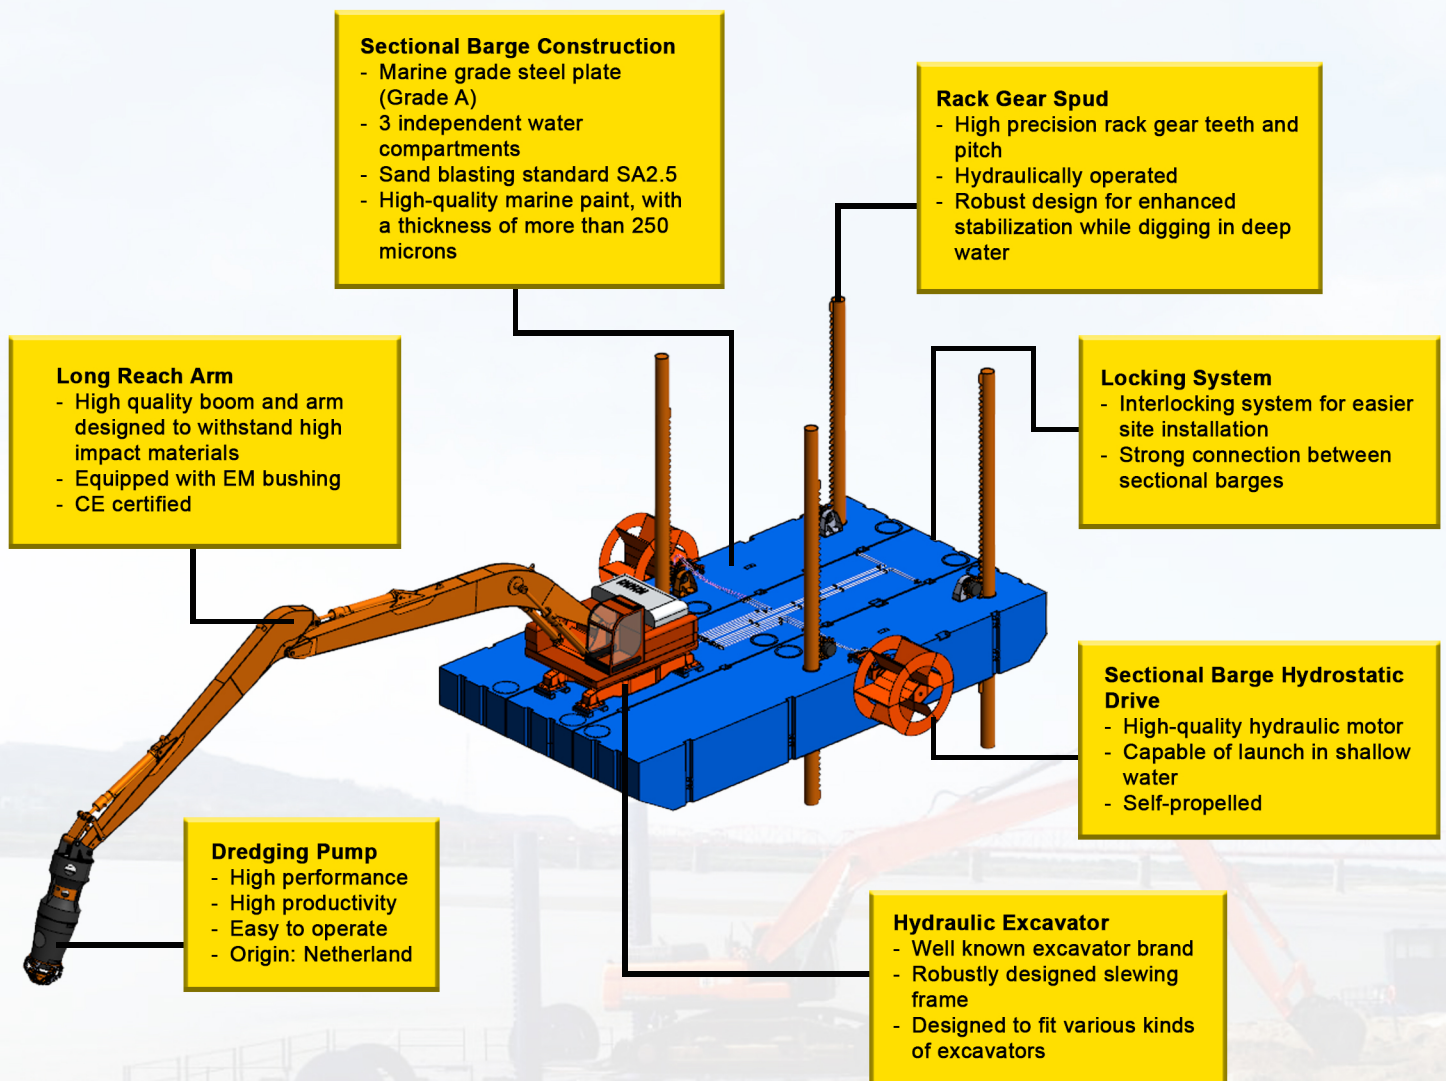 Sectional Barge Construction
- Marine grade steel plate
(Grade A)
- 3 independent water
compartments
- Sand blasting standard SA2.5
- High-quality marine paint, with
a thickness of more than 250
microns
Rack Gear Spud
- High precision rack gear teeth and
pitch
- Hydraulically operated
- Robust design for enhanced
stabilization while digging in deep
water
Long Reach Arm
- High quality boom and arm
designed to withstand high
impact materials
- Equipped with EM bushing
- CE certified
Locking System
- Interlocking system for easier
site installation
- Strong connection between
sectional barges
Sectional Barge Hydrostatic
Drive
- High-quality hydraulic motor
- Capable of launch in shallow
water
- Self-propelled
Dredging Pump
- High performance
- High productivity
- Easy to operate
- Origin: Netherland
Hydraulic Excavator
- Well known excavator brand
- Robustly designed slewing
frame
- Designed to fit various kinds
of excavators